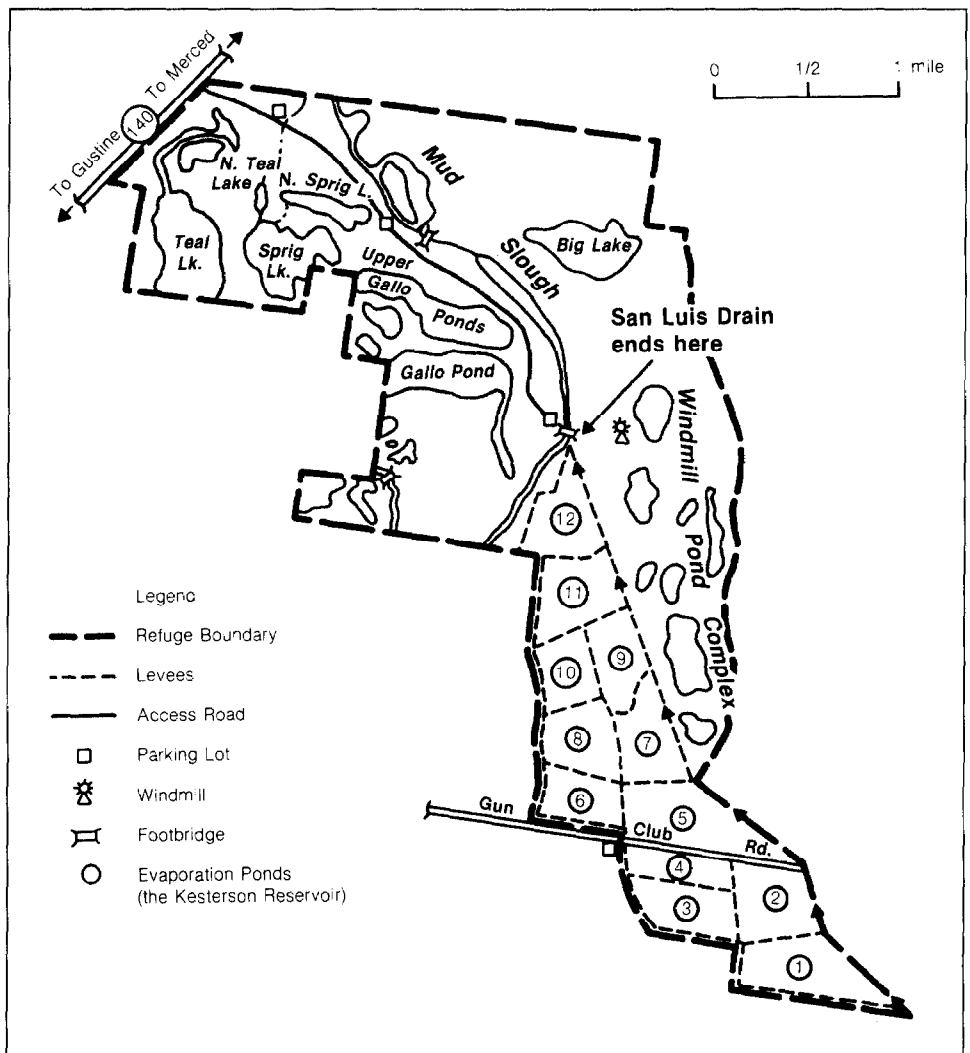 To Merced
140
To Gustine
0 1/2 1 mile
N. Teal
Lake
N. Sprig L.
Mud
Slough
Big Lake
Teal
Lk.
Sprig
Lk.
Upper
Gallo
Ponds
Gallo Pond
San Luis Drain
ends here
Windmill
Pond
Complex
12
11
10
9
8
7
6
5
Gun Club Rd.
4
3
2
1
Legend
Refuge Boundary
Levees
Access Road
Parking Lot
Windmill
Footbridge
Evaporation Ponds
(the Kesterson Reservoir)